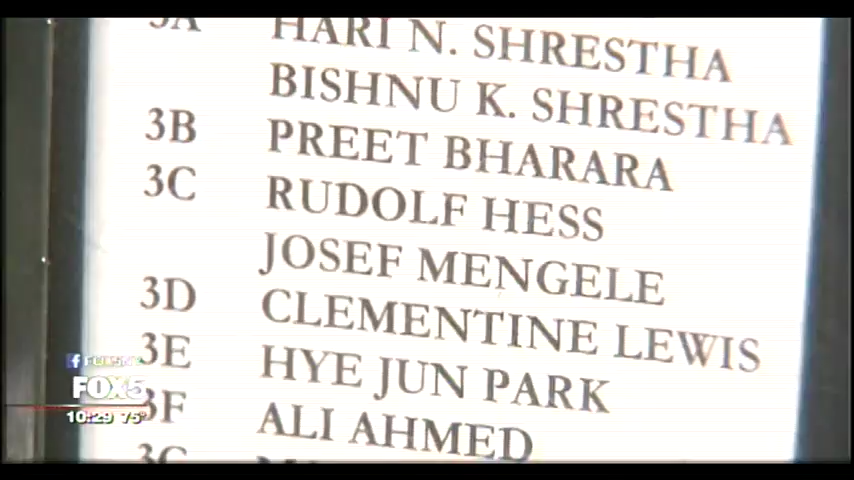 3A HARI N. SHRESTHA
BISHNU K. SHRESTHA
3B PREET BHARARA
3C RUDOLF HESS
JOSEF MENGELE
3D CLEMENTINE LEWIS
3E HYE JUN PARK
3F ALI AHMED
FOX5
10:29 75°